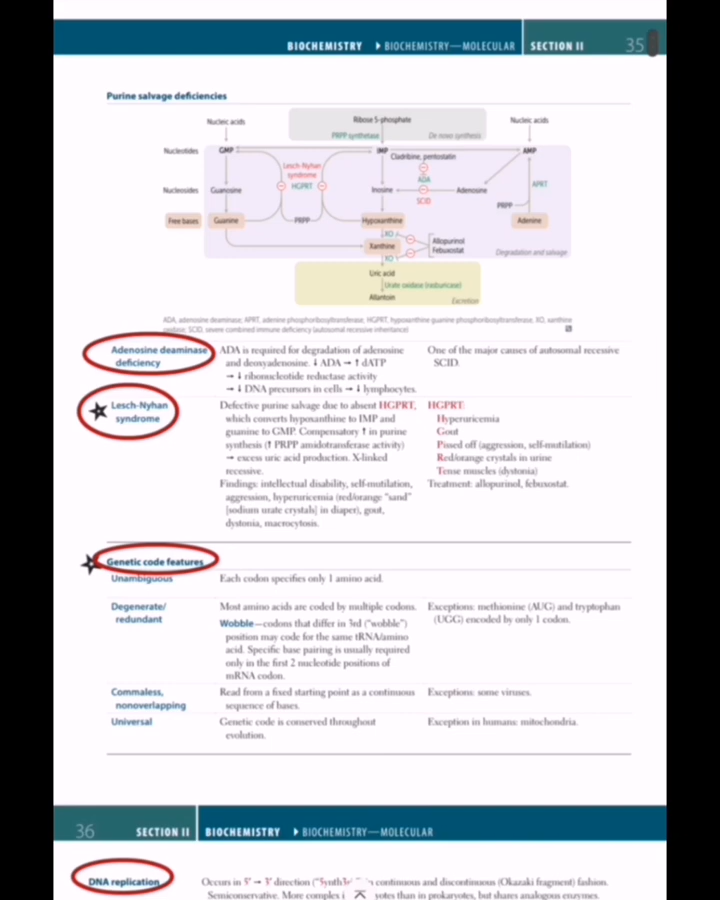 BIOCHEMISTRY ▶ BIOCHEMISTRY—MOLECULAR SECTION II 35
Purine salvage deficiencies
Nucleic acids Ribose 5-phosphate Nucleic acids
PRPP synthetase De novo synthesis
Nucleotides GMP IMP AMP
Cladribine, pentostatin
Lesch-Nyhan
syndrome
HGPRT ADA APRT
Nucleosides Guanosine Inosine Adenosine
SCID
PRPP
Free bases Guanine PRPP Hypoxanthine Adenine
XO
Allopurinol
Xanthine Febuxostat
Degradation and salvage
XO
Uric acid
Urate oxidase (rasburicase)
Allantoin Excretion
ADA, adenosine deaminase; APRT, adenine phosphoribosyltransferase; HGPRT, hypoxanthine guanine phosphoribosyltransferase; XO, xanthine
oxidase; SCID, severe combined immune deficiency (autosomal recessive inheritance)
Adenosine deaminase deficiency
ADA is required for degradation of adenosine
and deoxyadenosine. ↓ ADA → ↑ dATP
→ ↓ ribonucleotide reductase activity
→ ↓ DNA precursors in cells → ↓ lymphocytes.
One of the major causes of autosomal recessive
SCID.
Lesch-Nyhan
syndrome
Defective purine salvage due to absent HGPRT,
which converts hypoxanthine to IMP and
guanine to GMP. Compensatory ↑ in purine
synthesis (↑ PRPP amidotransferase activity)
→ excess uric acid production. X-linked
recessive.
Findings: intellectual disability, self-mutilation,
aggression, hyperuricemia (red/orange “sand”
[sodium urate crystals] in diaper), gout,
dystonia, macrocytosis.
HGPRT:
Hyperuricemia
Gout
Pissed off (aggression, self-mutilation)
Red/orange crystals in urine
Tense muscles (dystonia)
Treatment: allopurinol, febuxostat.
Genetic code features
Unambiguous Each codon specifies only 1 amino acid.
Degenerate/
redundant
Most amino acids are coded by multiple codons.
Wobble—codons that differ in 3rd (“wobble”)
position may code for the same tRNA/amino
acid. Specific base pairing is usually required
only in the first 2 nucleotide positions of
mRNA codon.
Exceptions: methionine (AUG) and tryptophan
(UGG) encoded by only 1 codon.
Commaless,
nonoverlapping
Read from a fixed starting point as a continuous
sequence of bases.
Exceptions: some viruses.
Universal Genetic code is conserved throughout
evolution.
Exception in humans: mitochondria.
36 SECTION II BIOCHEMISTRY ▶ BIOCHEMISTRY—MOLECULAR
DNA replication Occurs in 5′ → 3′ direction in continuous and discontinuous (Okazaki fragment) fashion.
Semiconservative. More complex than in prokaryotes, but shares analogous enzymes.